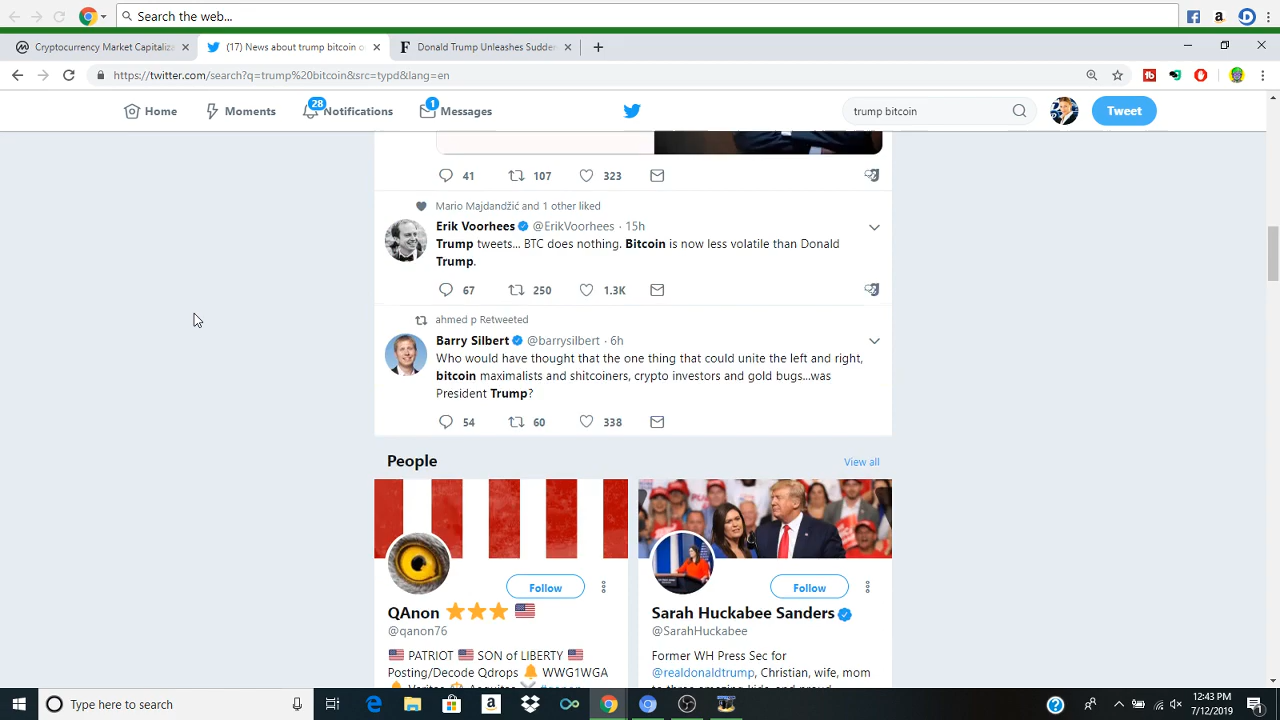 Search the web...
Cryptocurrency Market Capitaliza
(17) News about trump bitcoin o
Donald Trump Unleashes Sudde
https://twitter.com/search?q=trump%20bitcoin&src=typd&lang=en
Home
Moments
28
Notifications
1
Messages
trump bitcoin
Tweet
41
107
323
Mario Majdandžić and 1 other liked
Erik Voorhees @ErikVoorhees · 15h
Trump tweets... BTC does nothing. Bitcoin is now less volatile than Donald
Trump.
67
250
1.3K
ahmed p Retweeted
Barry Silbert @barrysilbert · 6h
Who would have thought that the one thing that could unite the left and right,
bitcoin maximalists and shitcoiners, crypto investors and gold bugs...was
President Trump?
54
60
338
People
View all
Follow
QAnon
@qanon76
PATRIOT SON of LIBERTY
Posting/Decode Qdrops WWG1WGA
Follow
Sarah Huckabee Sanders
@SarahHuckabee
Former WH Press Sec for
@realdonaldtrump, Christian, wife, mom
Type here to search
12:43 PM
7/12/2019